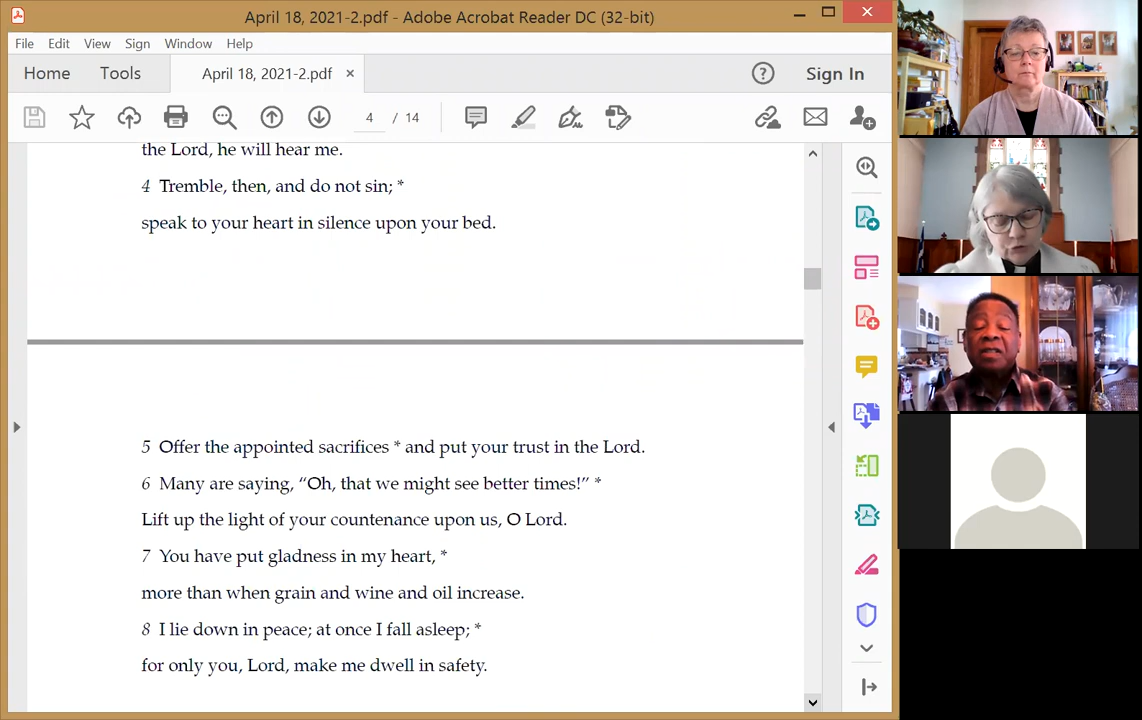 April 18, 2021-2.pdf - Adobe Acrobat Reader DC (32-bit)
File Edit View Sign Window Help
Home Tools April 18, 2021-2.pdf × Sign In
4 / 14
the Lord, he will hear me.
4 Tremble, then, and do not sin; *
speak to your heart in silence upon your bed.
5 Offer the appointed sacrifices * and put your trust in the Lord.
6 Many are saying, “Oh, that we might see better times!” *
Lift up the light of your countenance upon us, O Lord.
7 You have put gladness in my heart, *
more than when grain and wine and oil increase.
8 I lie down in peace; at once I fall asleep; *
for only you, Lord, make me dwell in safety.